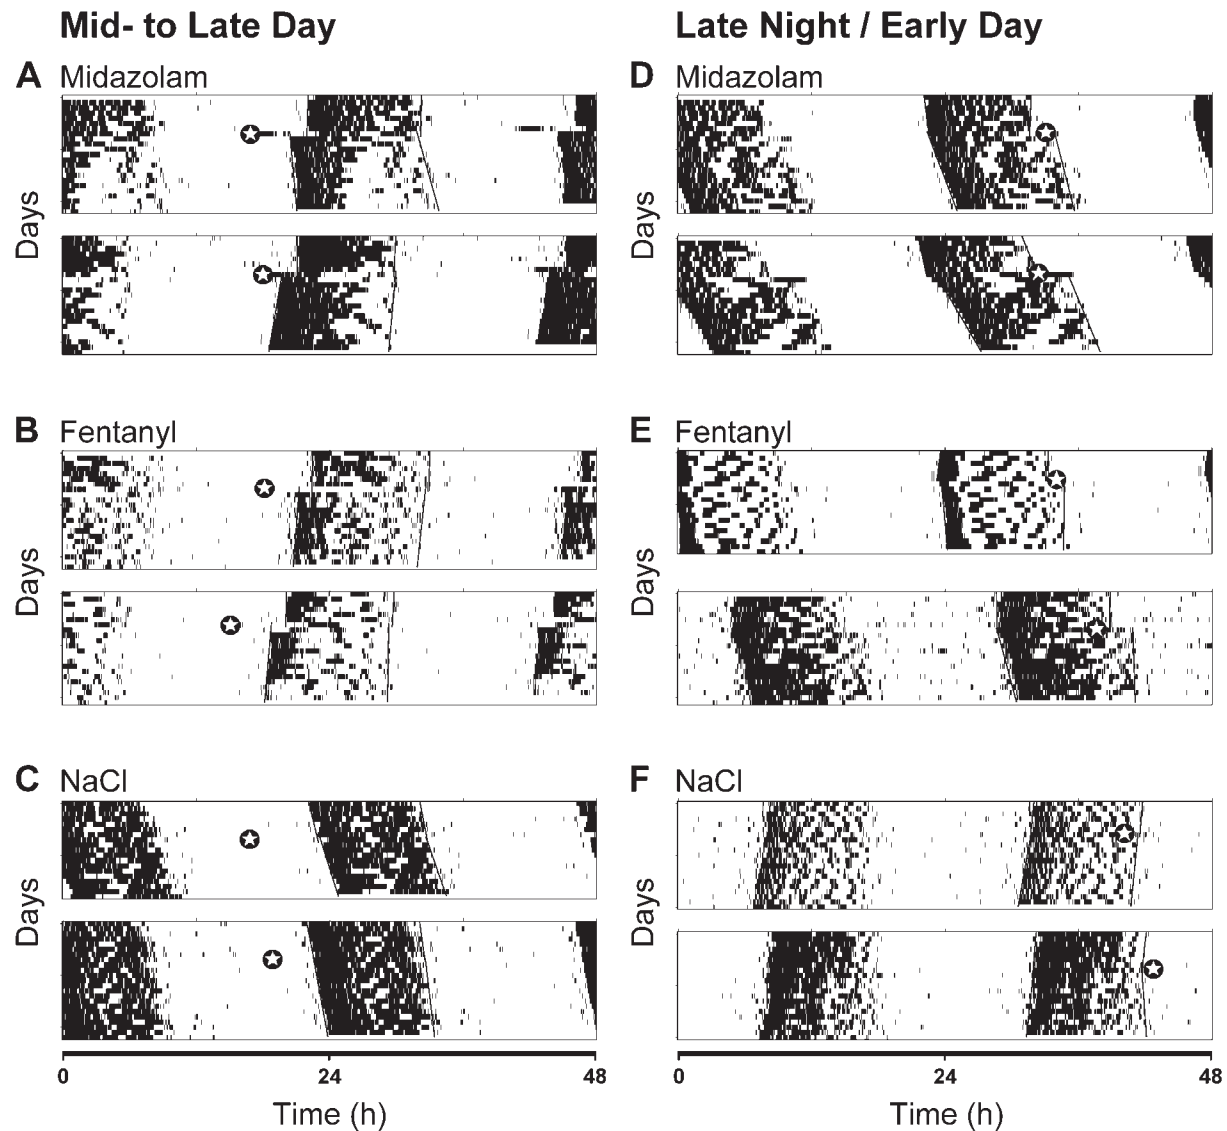 Mid- to Late Day
Late Night / Early Day
A Midazolam
Days
B Fentanyl
Days
C NaCl
Days
0 24 48
Time (h)
D Midazolam
Days
E Fentanyl
Days
F NaCl
Days
0 24 48
Time (h)